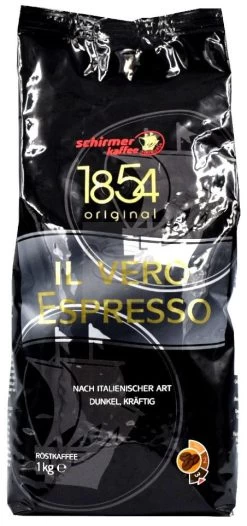 schirmer
kaffee
1854
original
IL VERO
ESPRESSO
NACH ITALIENISCHER ART
DUNKEL, KRÄFTIG
RÖSTKAFFEE
1kg e